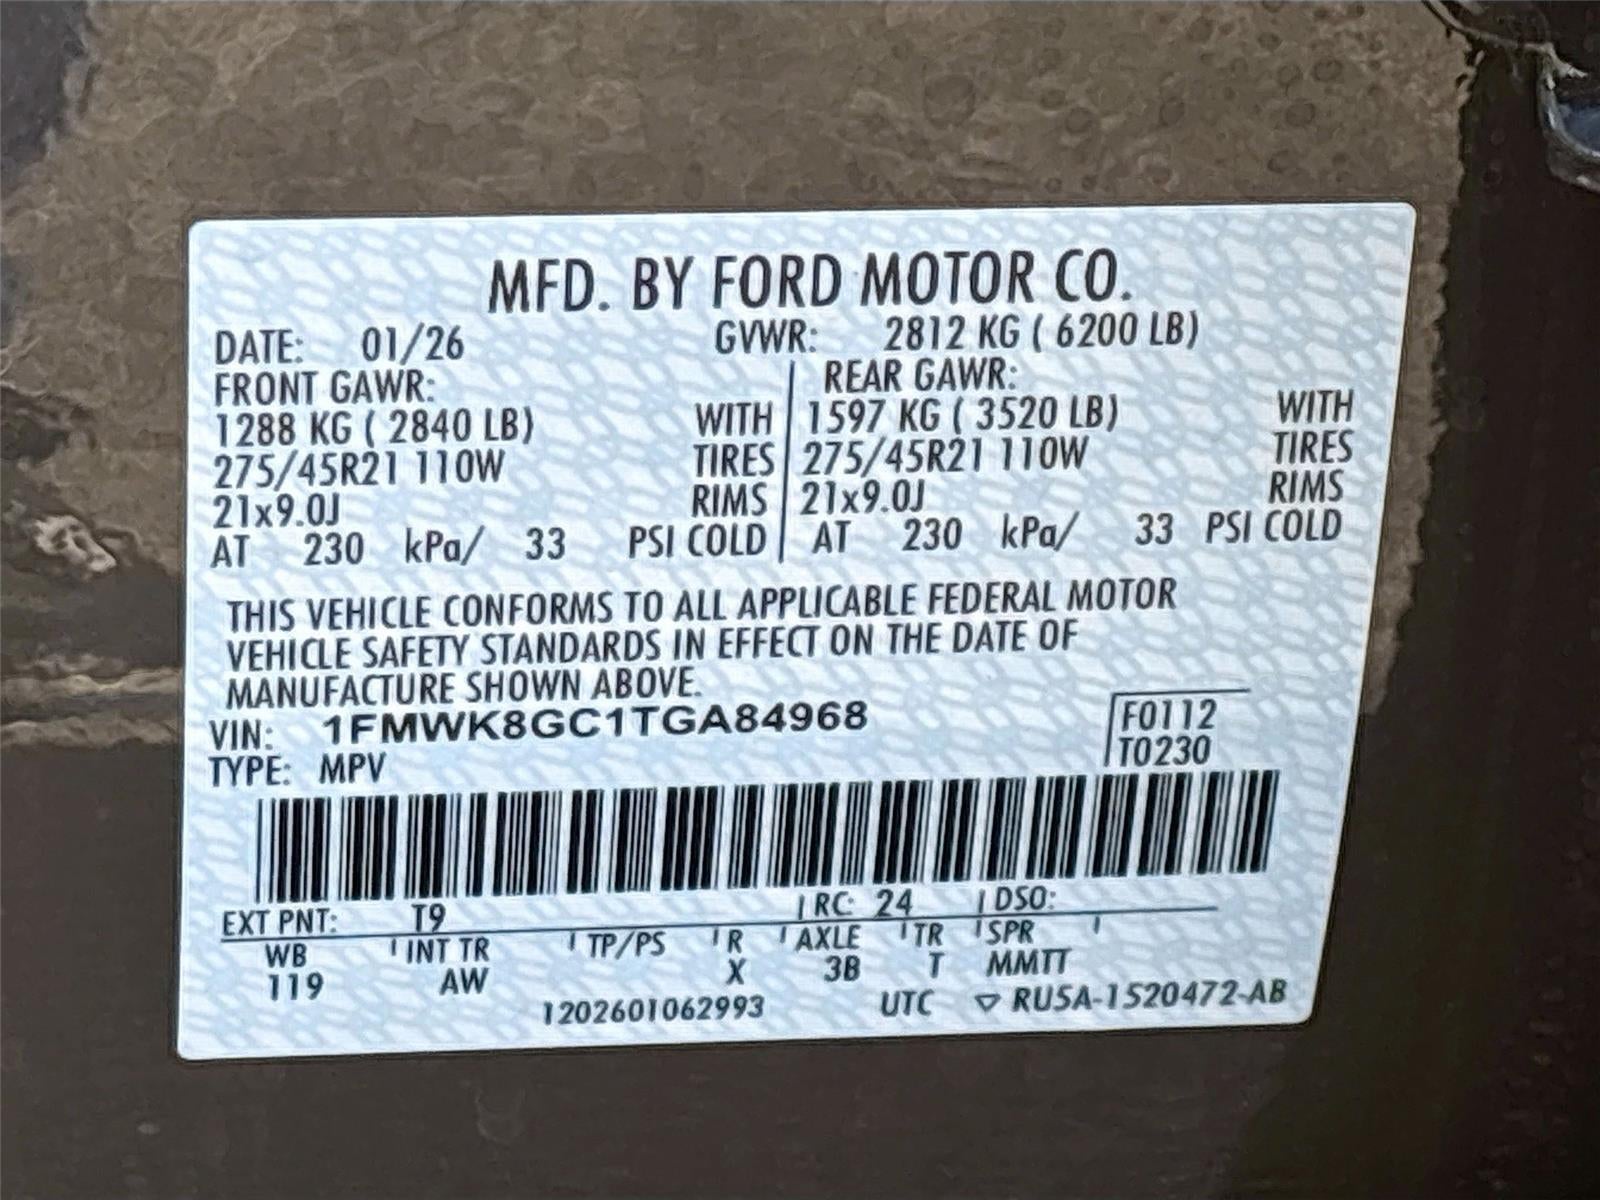 MFD. BY FORD MOTOR CO.
DATE: 01/26 GVWR: 2812 KG ( 6200 LB)
FRONT GAWR: REAR GAWR:
1288 KG ( 2840 LB) WITH 1597 KG ( 3520 LB) WITH
275/45R21 110W TIRES 275/45R21 110W TIRES
21x9.0J RIMS 21x9.0J RIMS
AT 230 kPa/ 33 PSI COLD AT 230 kPa/ 33 PSI COLD
THIS VEHICLE CONFORMS TO ALL APPLICABLE FEDERAL MOTOR
VEHICLE SAFETY STANDARDS IN EFFECT ON THE DATE OF
MANUFACTURE SHOWN ABOVE.
VIN: 1FMWK8GC1TGA84968 F0112
TYPE: MPV T0230
EXT PNT: T9 RC: 24 DSO:
WB INT TR TP/PS R AXLE TR SPR
119 AW X 3B T MMTT
1202601062993 UTC ▽ RU5A-1520472-AB